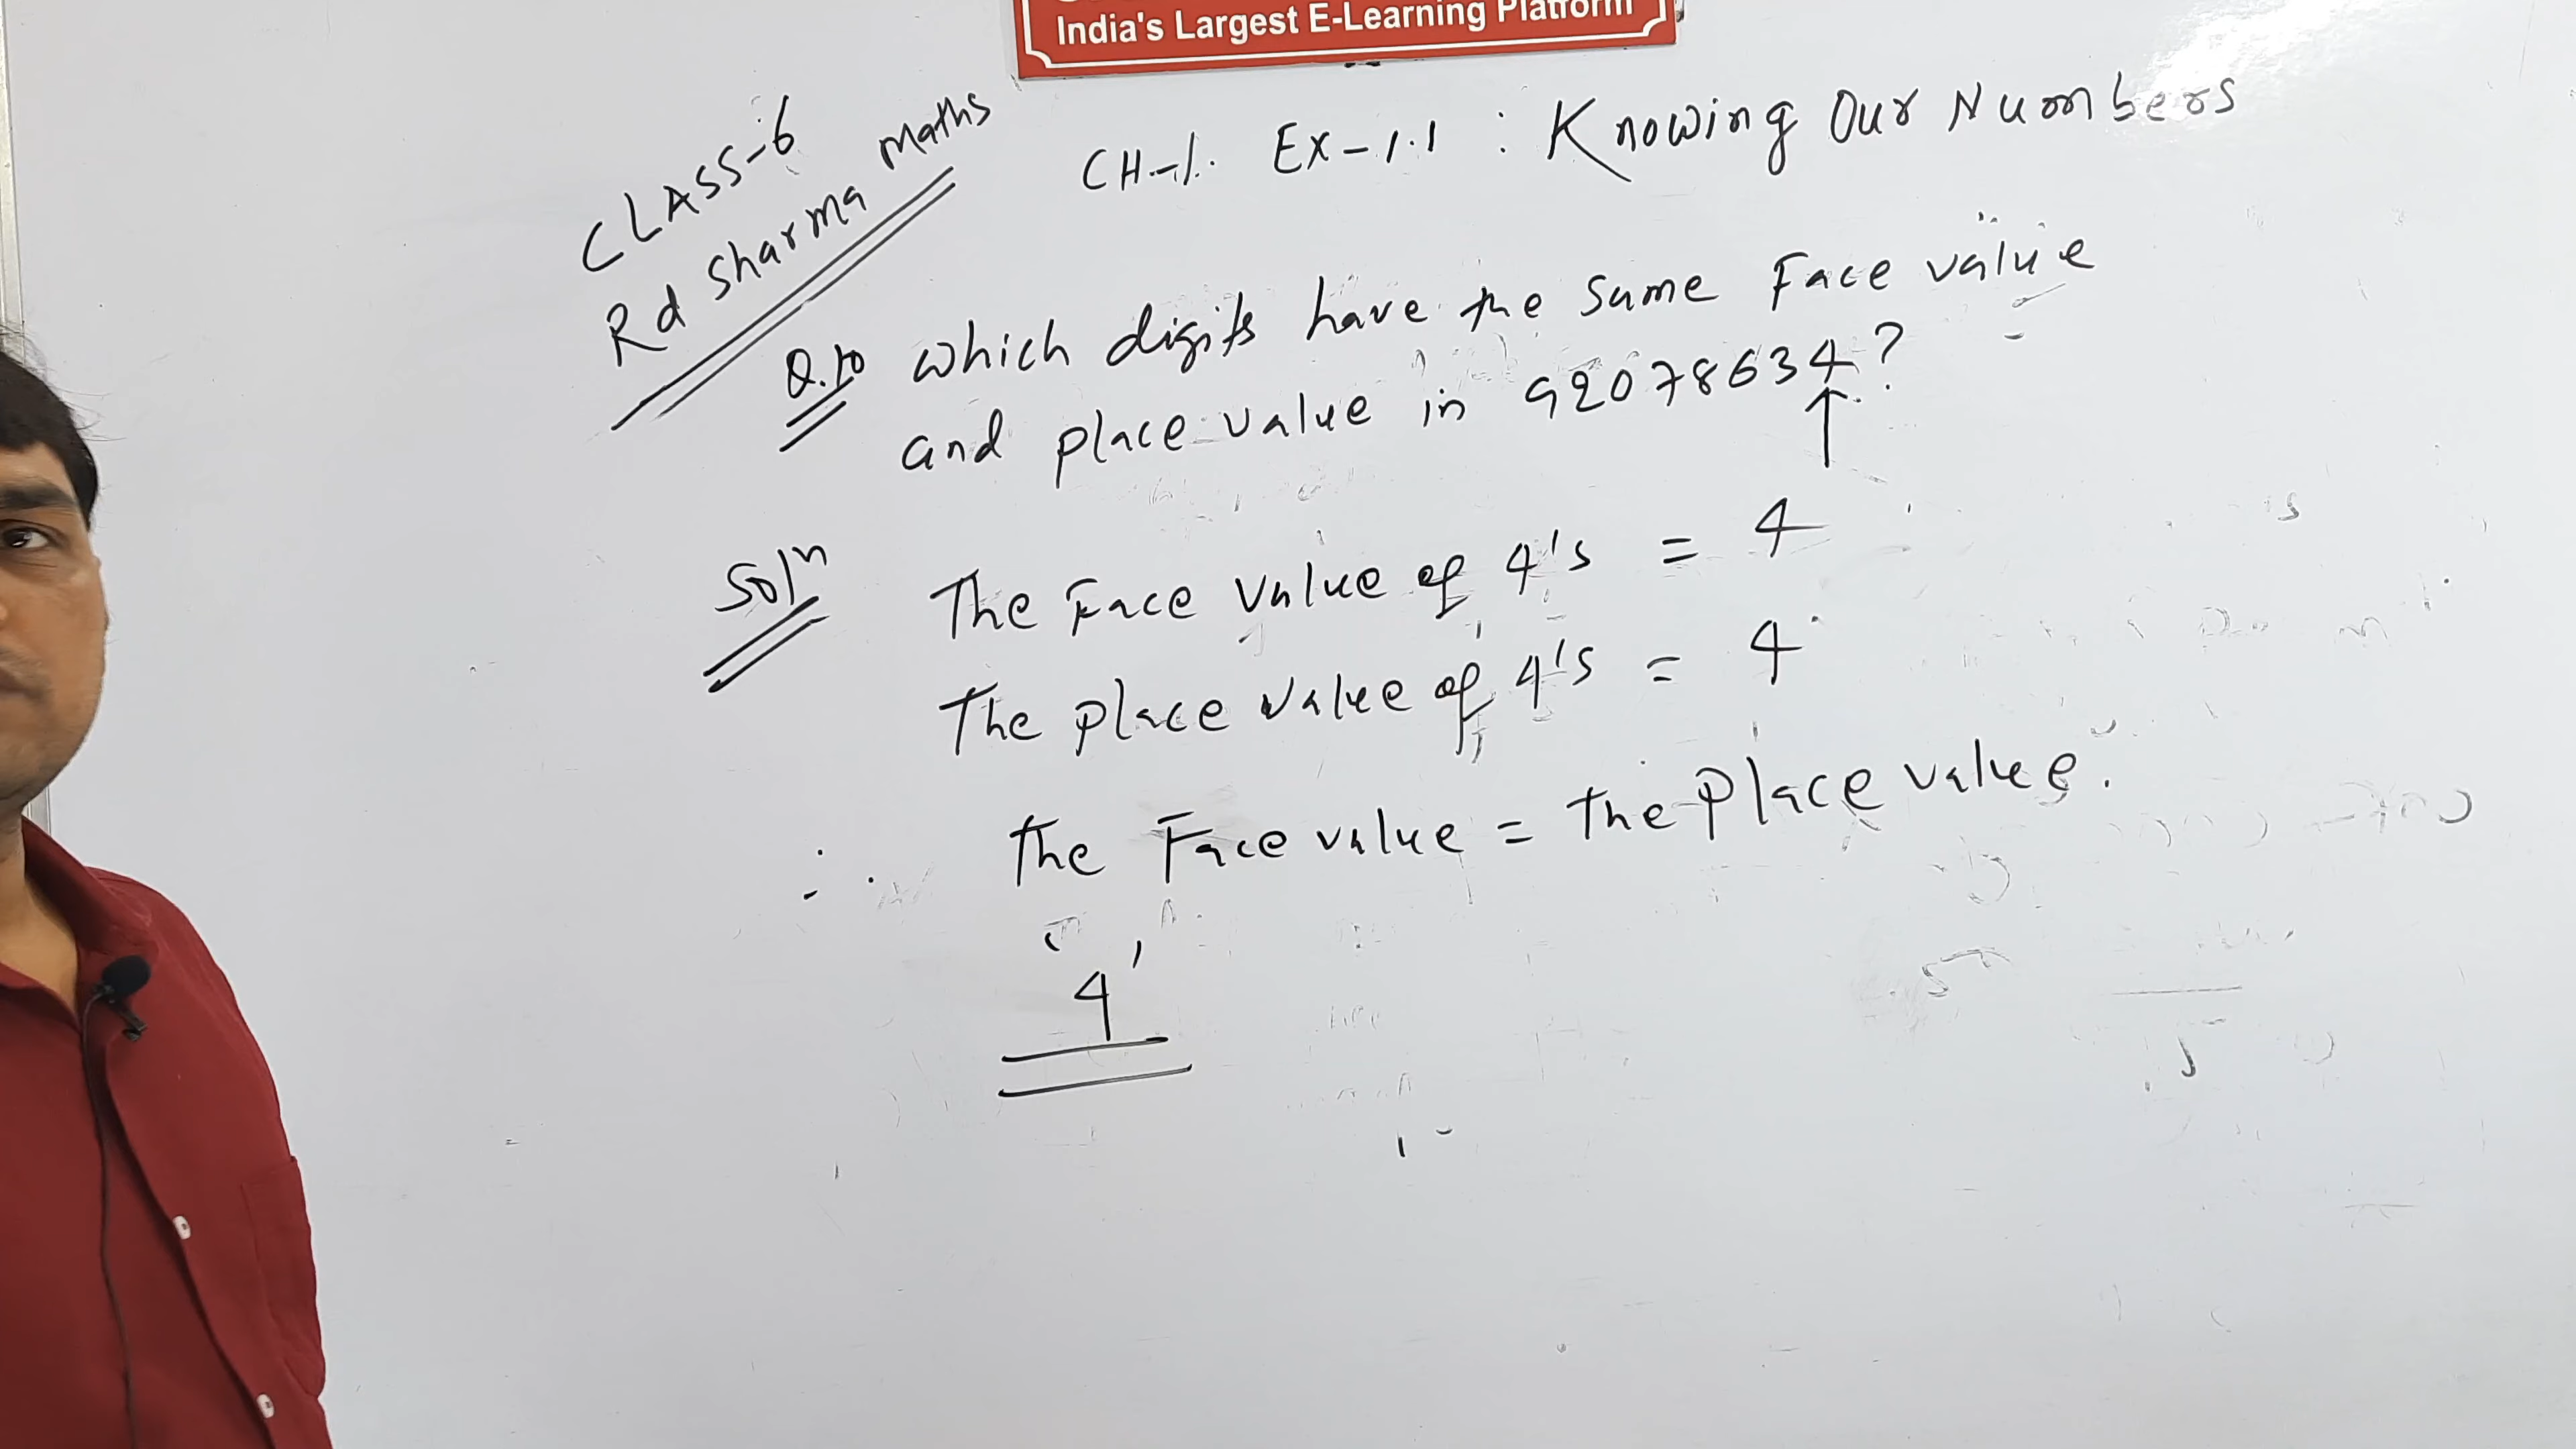 India's Largest E-Learning Platform
CLASS-6
Rd Sharma Maths
CH-1. Ex-1.1 : Knowing Our Numbers
Q.10 which digits have the same Face value
and place value in 92078634?
Soln The Face value of 4's = 4
The place value of 4's = 4
∴ The Face value = the place value.
4